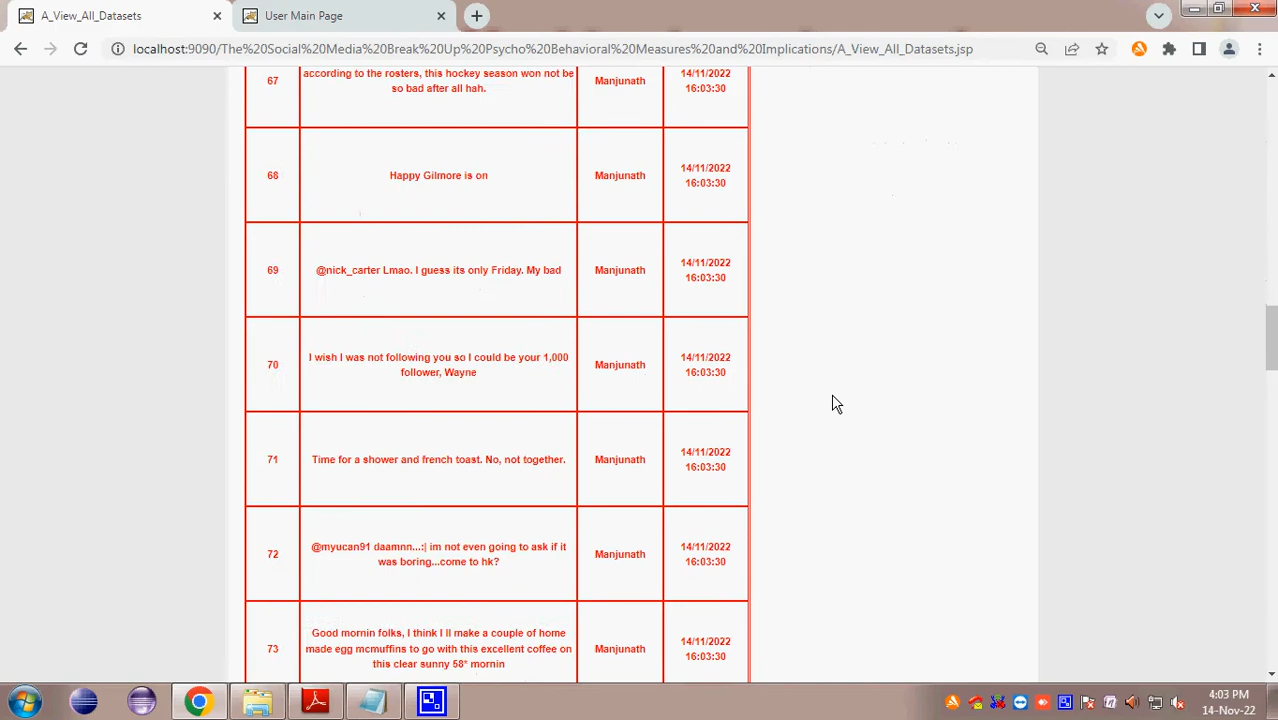 A_View_All_Datasets
User Main Page
localhost:9090/The%20Social%20Media%20Break%20Up%20Psycho%20Behavioral%20Measures%20and%20Implications/A_View_All_Datasets.jsp
67
according to the rosters, this hockey season won not be
so bad after all hah.
Manjunath
14/11/2022
16:03:30
68
Happy Gilmore is on
Manjunath
14/11/2022
16:03:30
69
@nick_carter Lmao. I guess its only Friday. My bad
Manjunath
14/11/2022
16:03:30
70
I wish I was not following you so I could be your 1,000
follower, Wayne
Manjunath
14/11/2022
16:03:30
71
Time for a shower and french toast. No, not together.
Manjunath
14/11/2022
16:03:30
72
@myucan91 daamnn...:| im not even going to ask if it
was boring...come to hk?
Manjunath
14/11/2022
16:03:30
73
Good mornin folks, I think I ll make a couple of home
made egg mcmuffins to go with this excellent coffee on
this clear sunny 58* mornin
Manjunath
14/11/2022
16:03:30
4:03 PM
14-Nov-22